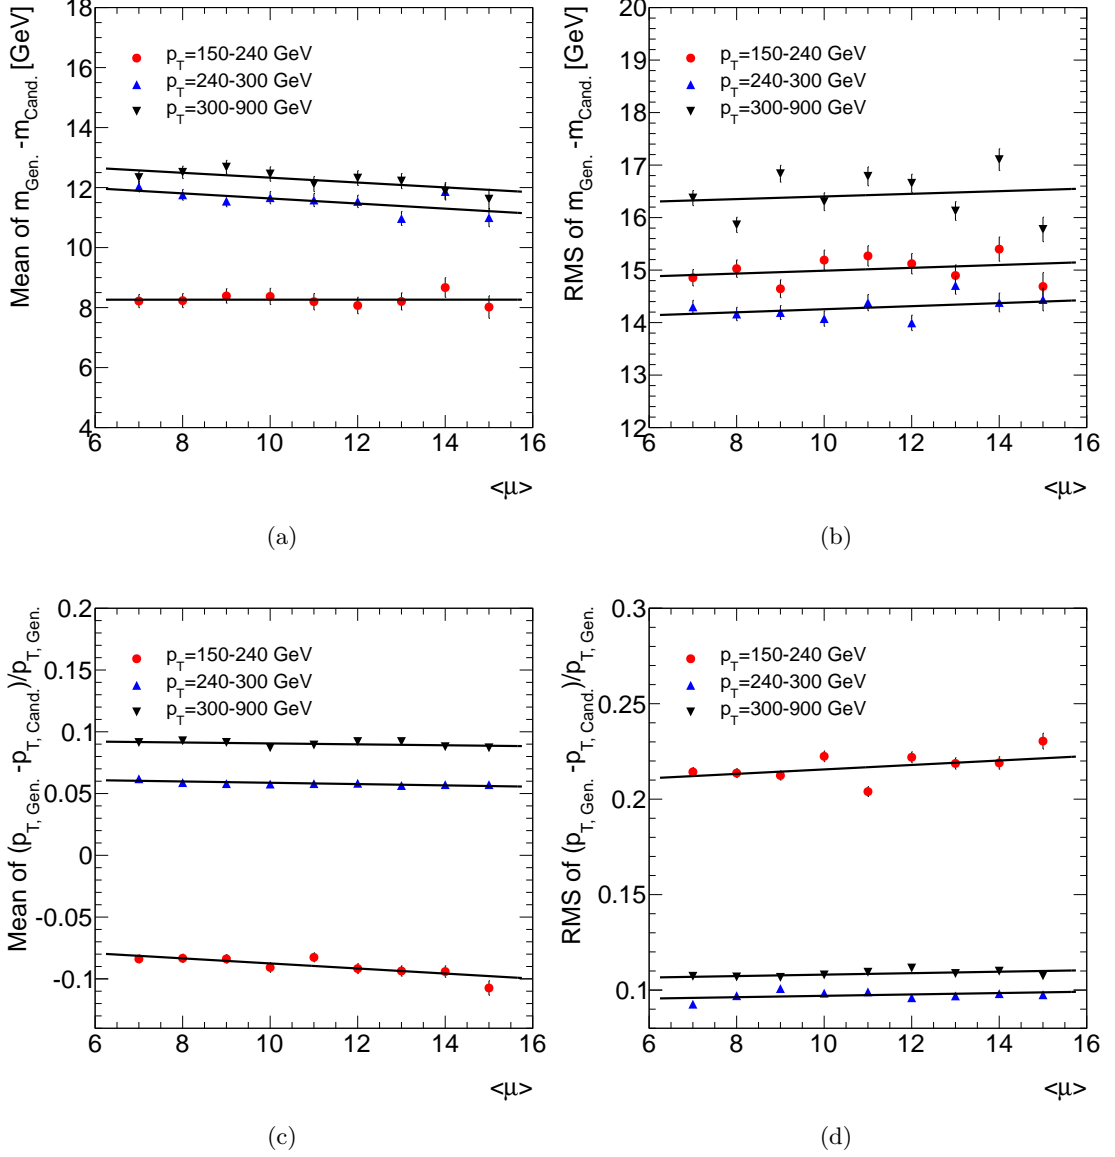 Mean of m_Gen. -m_Cand. [GeV]
18
16
14
12
10
8
6
4
p_T=150-240 GeV
p_T=240-300 GeV
p_T=300-900 GeV
6 8 10 12 14 16
<μ>
(a)
RMS of m_Gen. -m_Cand. [GeV]
20
19
18
17
16
15
14
13
12
p_T=150-240 GeV
p_T=240-300 GeV
p_T=300-900 GeV
6 8 10 12 14 16
<μ>
(b)
Mean of (p_T, Gen. -p_T, Cand.)/p_T, Gen.
0.2
0.15
0.1
0.05
0
-0.05
-0.1
p_T=150-240 GeV
p_T=240-300 GeV
p_T=300-900 GeV
6 8 10 12 14 16
<μ>
(c)
RMS of (p_T, Gen. -p_T, Cand.)/p_T, Gen.
0.3
0.25
0.2
0.15
0.1
p_T=150-240 GeV
p_T=240-300 GeV
p_T=300-900 GeV
6 8 10 12 14 16
<μ>
(d)